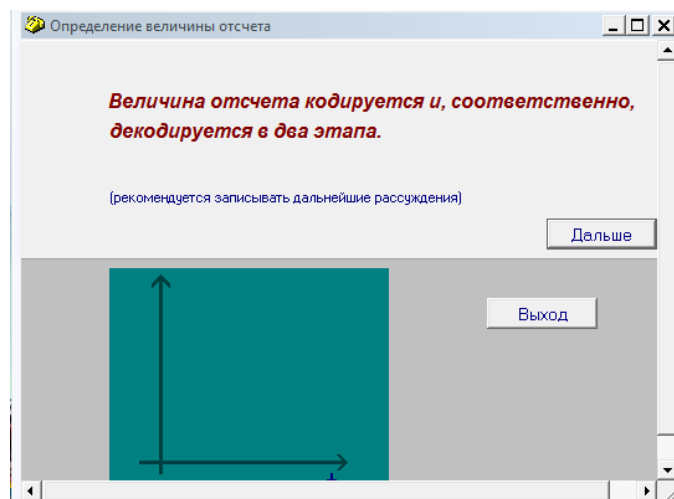 Определение величины отсчета
Величина отсчета кодируется и, соответственно,
декодируется в два этапа.
(рекомендуется записывать дальнейшие рассуждения)
Дальше
Выход